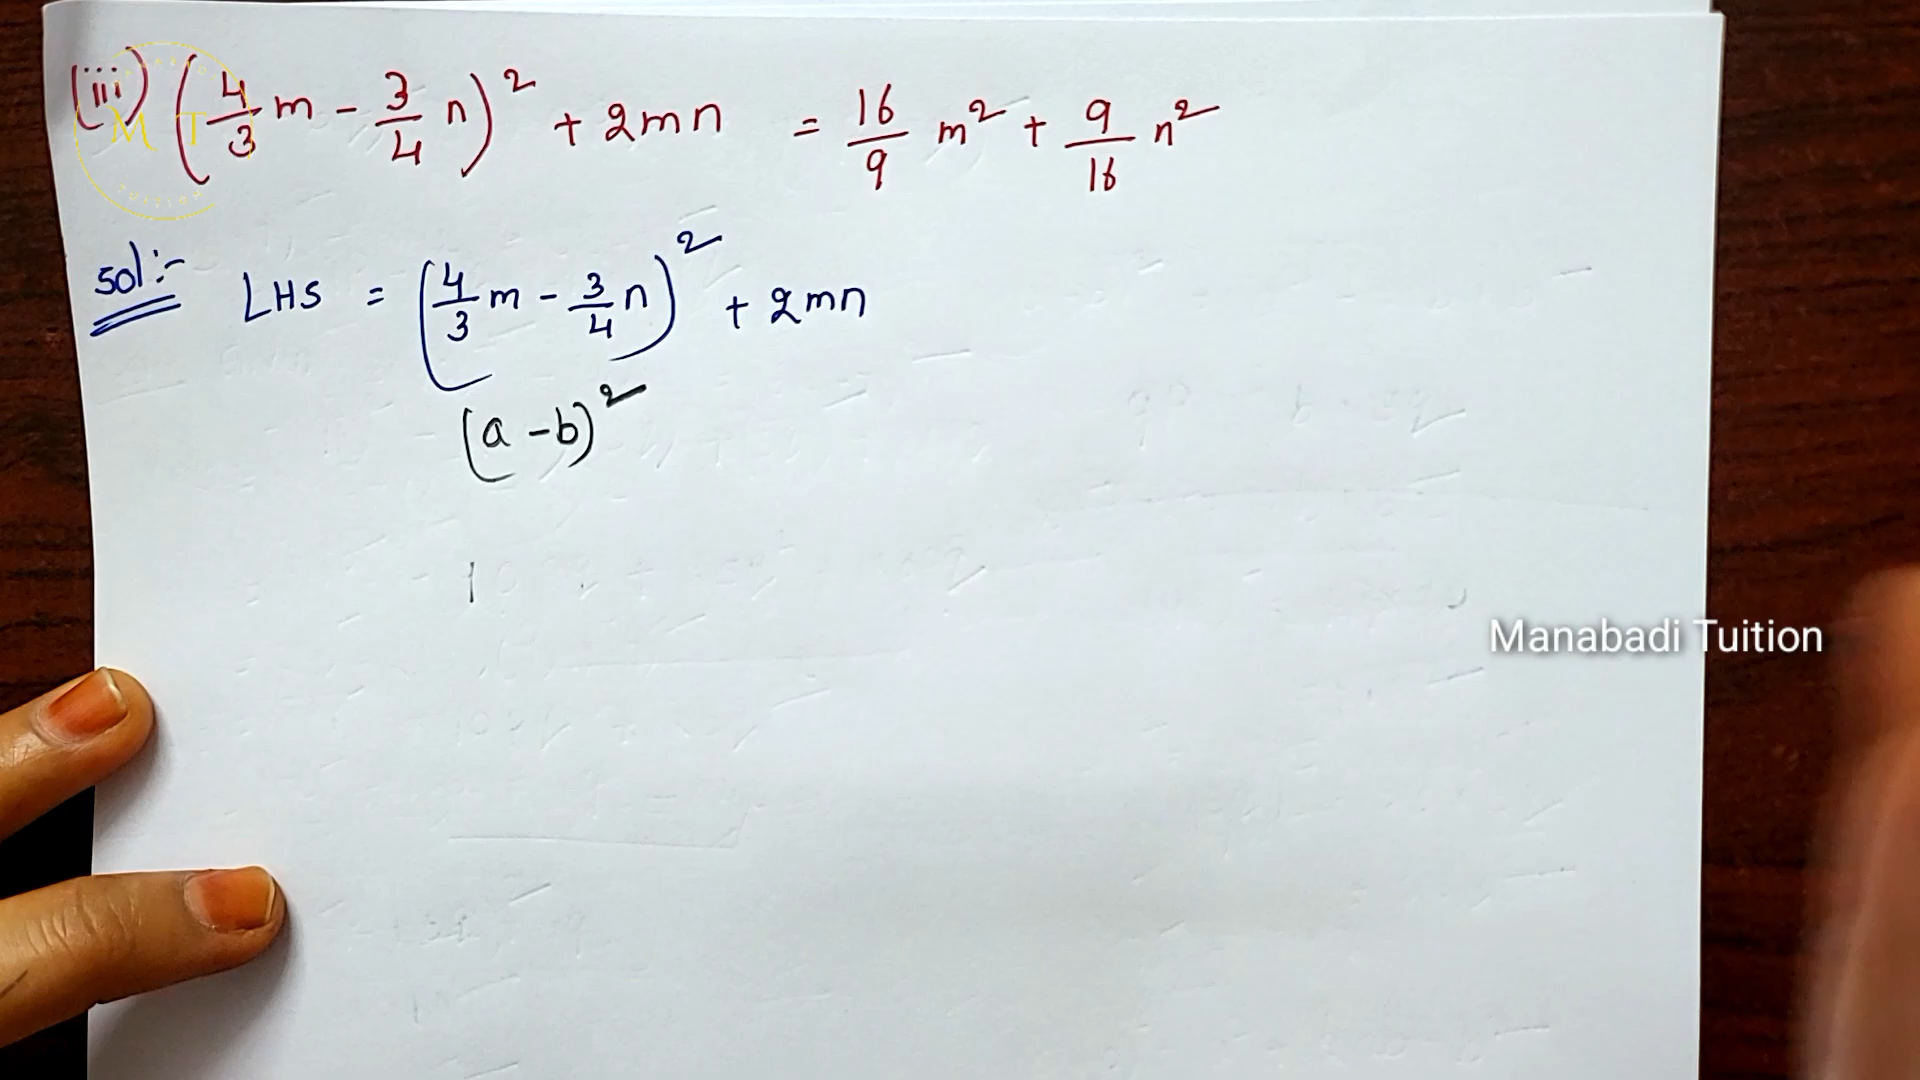 (iii) (4/3 m - 3/4 n)² + 2mn = 16/9 m² + 9/16 n²
Sol:- LHS = (4/3 m - 3/4 n)² + 2mn
(a - b)²
Manabadi Tuition
M T
TUITION